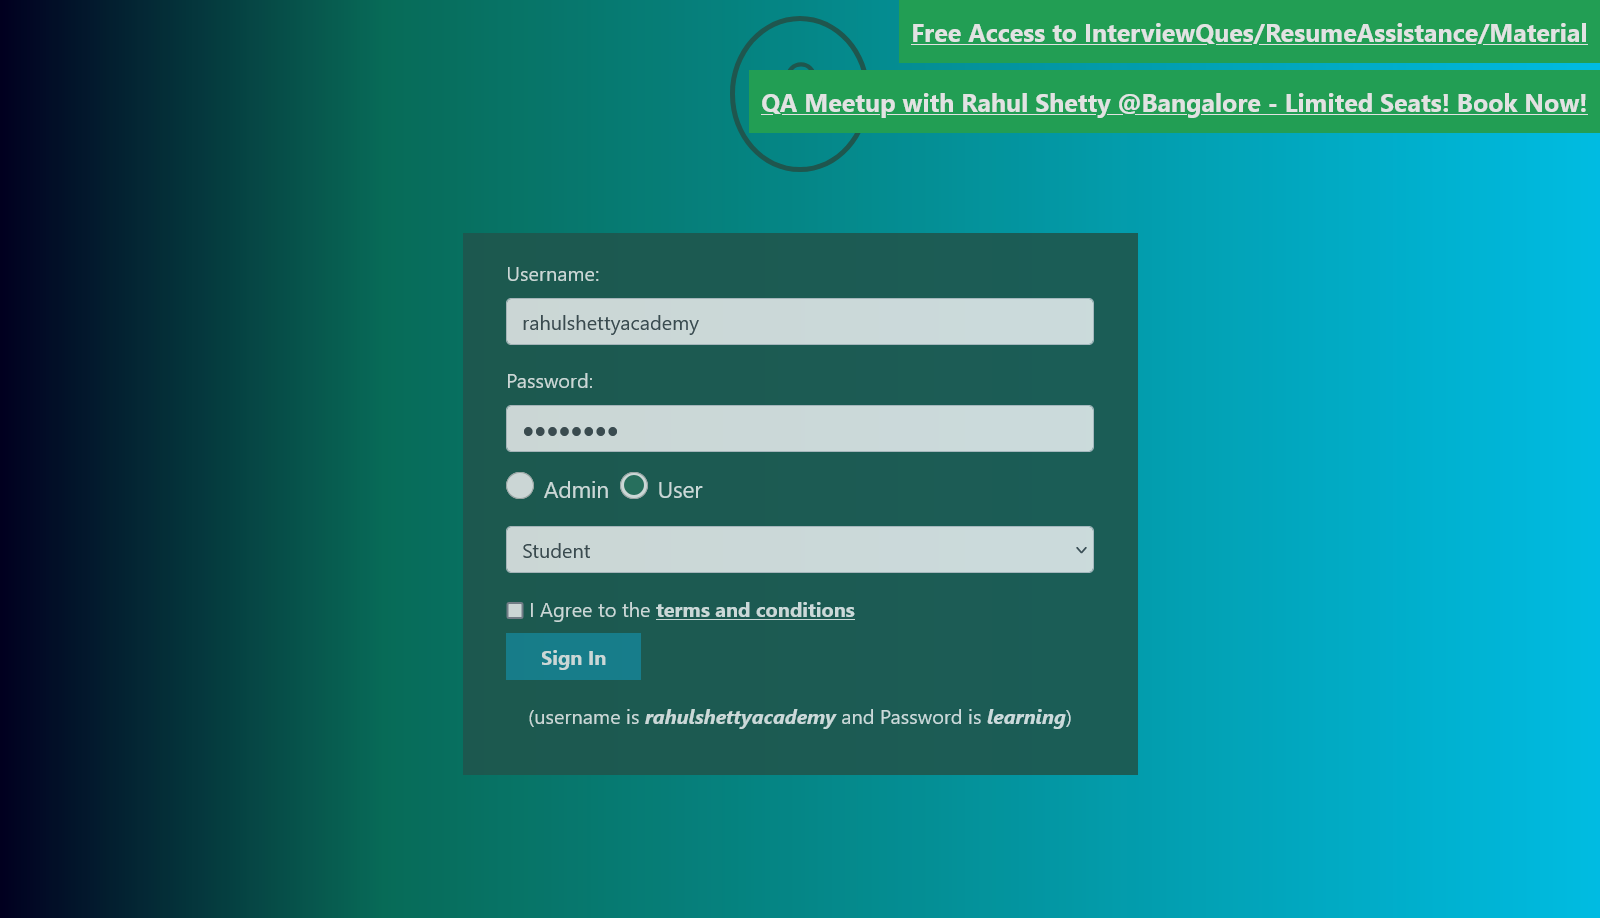 Free Access to InterviewQues/ResumeAssistance/Material
QA Meetup with Rahul Shetty @Bangalore - Limited Seats! Book Now!
Username:
rahulshettyacademy
Password:
••••••••
Admin User
Student
I Agree to the terms and conditions
Sign In
(username is rahulshettyacademy and Password is learning)